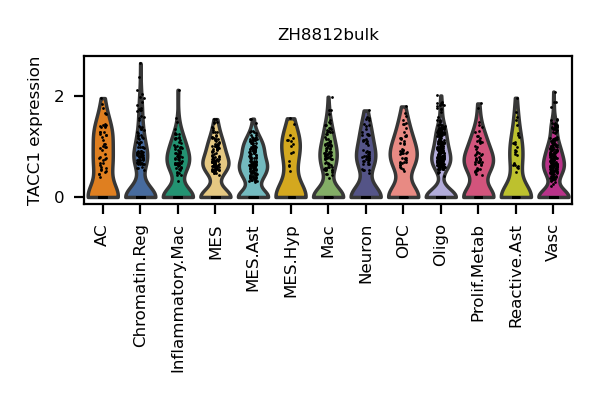 ZH8812bulk
TACC1 expression
2
0
AC
Chromatin.Reg
Inflammatory.Mac
MES
MES.Ast
MES.Hyp
Mac
Neuron
OPC
Oligo
Prolif.Metab
Reactive.Ast
Vasc